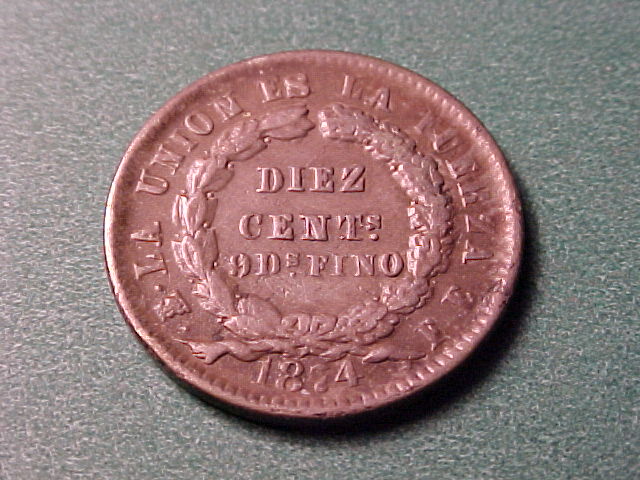 LA UNION ES LA FUERZA
DIEZ
CENTS
9DS FINO
F.E.
1874